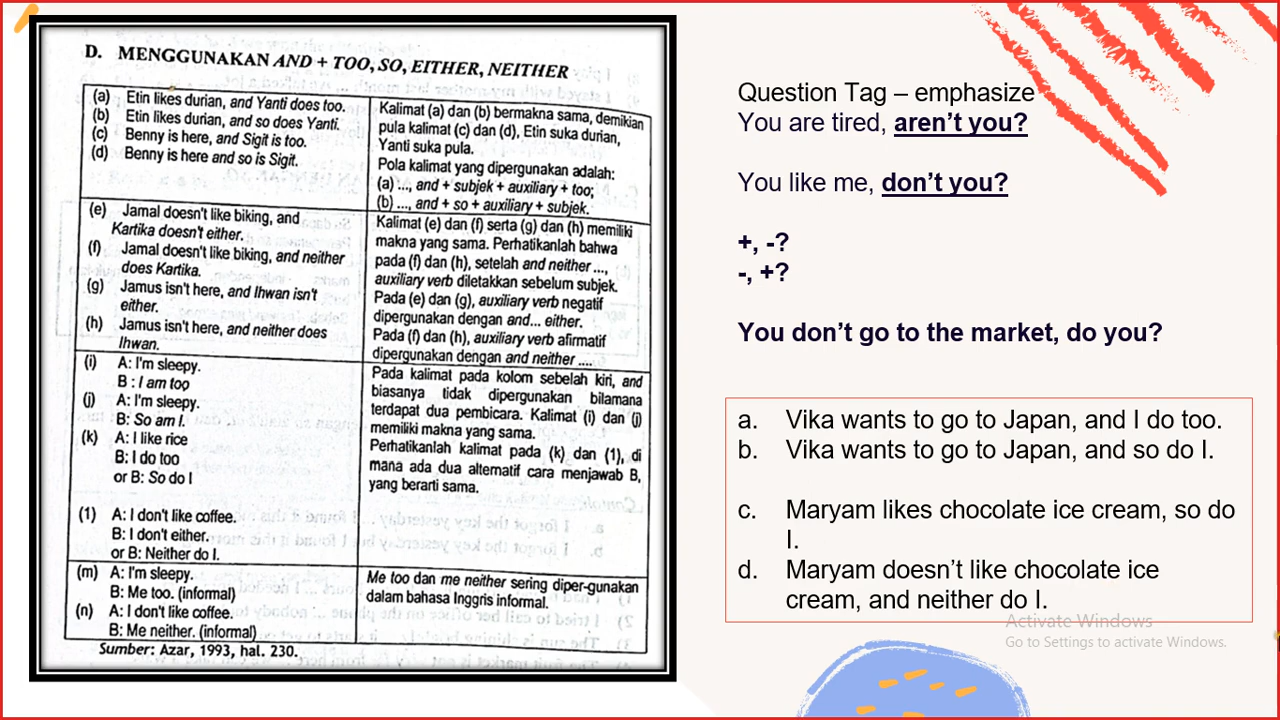 D. MENGGUNAKAN AND + TOO, SO, EITHER, NEITHER
(a) Etin likes durian, and Yanti does too.
(b) Etin likes durian, and so does Yanti.
(c) Benny is here, and Sigit is too.
(d) Benny is here and so is Sigit.
Kalimat (a) dan (b) bermakna sama, demikian
pula kalimat (c) dan (d), Etin suka durian,
Yanti suka pula.
Pola kalimat yang dipergunakan adalah:
(a) ..., and + subjek + auxiliary + too;
(b) ..., and + so + auxiliary + subjek.
(e) Jamal doesn't like biking, and
Kartika doesn't either.
(f) Jamal doesn't like biking, and neither
does Kartika.
(g) Jamus isn't here, and Ihwan isn't
either.
(h) Jamus isn't here, and neither does
Ihwan.
Kalimat (e) dan (f) serta (g) dan (h) memiliki
makna yang sama. Perhatikanlah bahwa
pada (f) dan (h), setelah and neither ...,
auxiliary verb diletakkan sebelum subjek.
Pada (e) dan (g), auxiliary verb negatif
dipergunakan dengan and... either.
Pada (f) dan (h), auxiliary verb afirmatif
dipergunakan dengan and neither ....
(i) A: I'm sleepy.
B : I am too
(j) A: I'm sleepy.
B: So am I.
(k) A: I like rice
B: I do too
or B: So do I
(1) A: I don't like coffee.
B: I don't either.
or B: Neither do I.
Pada kalimat pada kolom sebelah kiri, and
biasanya tidak dipergunakan bilamana
terdapat dua pembicara. Kalimat (i) dan (j)
memiliki makna yang sama.
Perhatikanlah kalimat pada (k) dan (1), di
mana ada dua alternatif cara menjawab B,
yang berarti sama.
(m) A: I'm sleepy.
B: Me too. (informal)
(n) A: I don't like coffee.
B: Me neither. (informal)
Me too dan me neither sering diper-gunakan
dalam bahasa Inggris informal.
Sumber: Azar, 1993, hal. 230.
Question Tag – emphasize
You are tired, aren’t you?
You like me, don’t you?
+, -?
-, +?
You don’t go to the market, do you?
a. Vika wants to go to Japan, and I do too.
b. Vika wants to go to Japan, and so do I.
c. Maryam likes chocolate ice cream, so do
I.
d. Maryam doesn’t like chocolate ice
cream, and neither do I.
Activate Windows
Go to Settings to activate Windows.